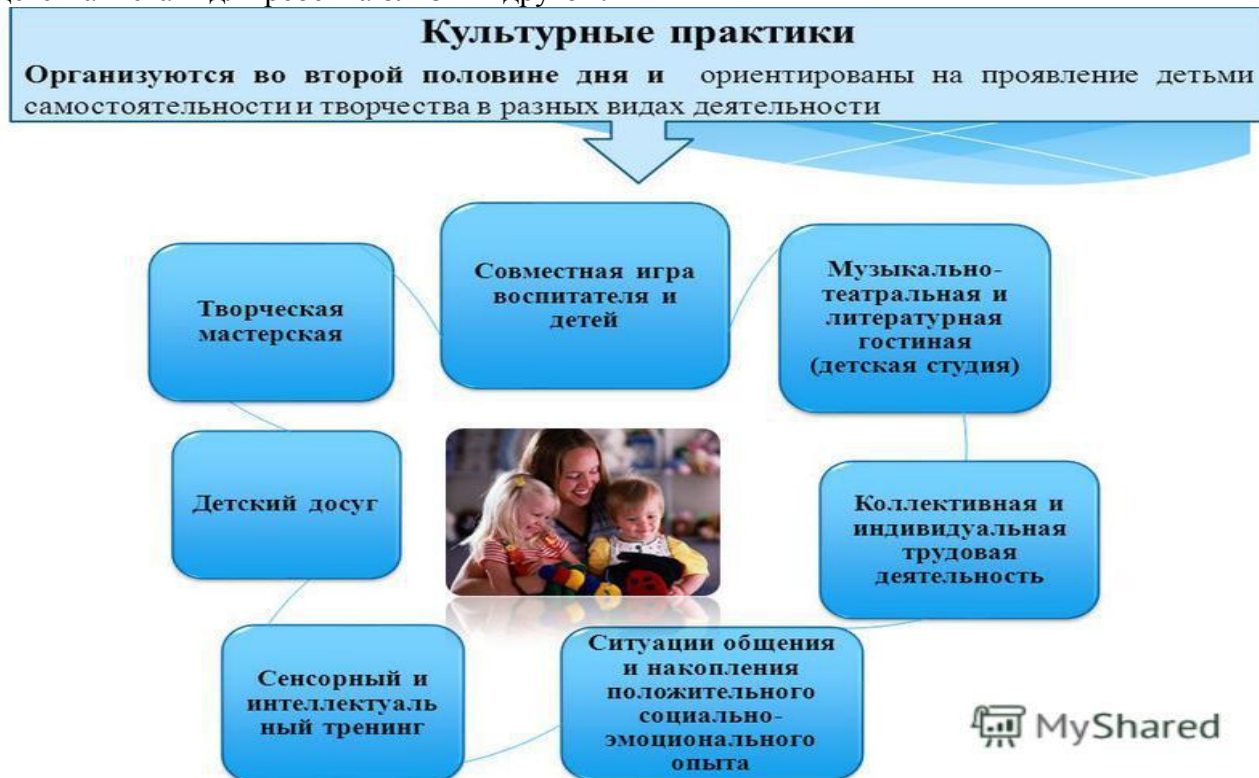 Культурные практики
Организуются во второй половине дня и ориентированы на проявление детьми
самостоятельности и творчества в разных видах деятельности
Совместная игра
воспитателя и
детей
Музыкально-
театральная и
литературная
гостиная
(детская студия)
Коллективная и
индивидуальная
трудовая
деятельность
Ситуации общения
и накопления
положительного
социально-
эмоционального
опыта
Сенсорный и
интеллектуаль
ный тренинг
Детский досуг
Творческая
мастерская
MyShared